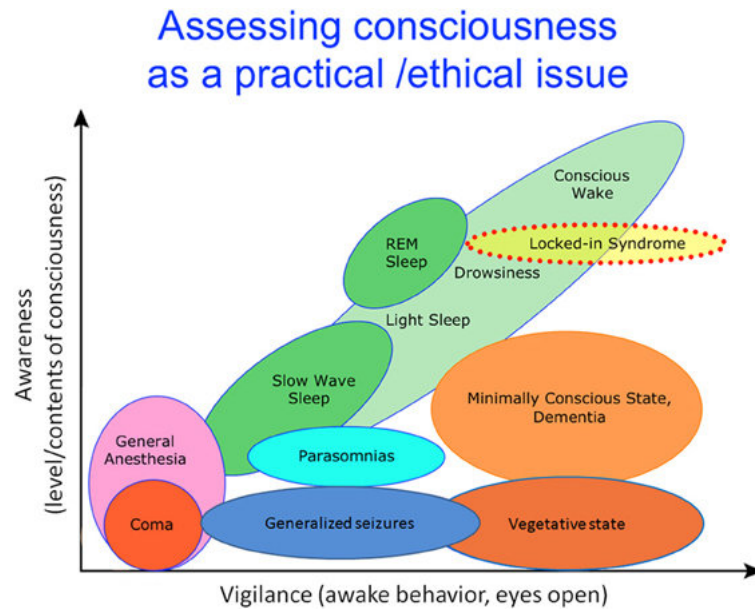 Assessing consciousness
as a practical /ethical issue
Awareness
(level/contents of consciousness)
Conscious
Wake
REM
Sleep
Locked-in Syndrome
Drowsiness
Light Sleep
Slow Wave
Sleep
Minimally Conscious State,
Dementia
General
Anesthesia
Parasomnias
Coma
Generalized seizures
Vegetative state
Vigilance (awake behavior, eyes open)